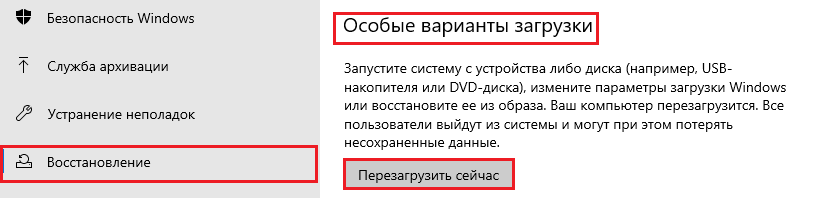 Безопасность Windows
Служба архивации
Устранение неполадок
Восстановление
Особые варианты загрузки
Запустите систему с устройства либо диска (например, USB-
накопителя или DVD-диска), измените параметры загрузки Windows
или восстановите ее из образа. Ваш компьютер перезагрузится. Все
пользователи выйдут из системы и могут при этом потерять
несохраненные данные.
Перезагрузить сейчас